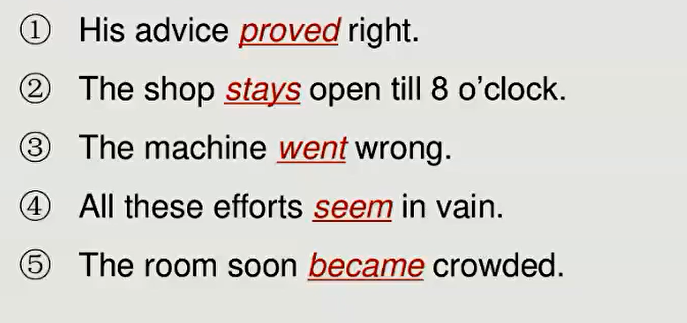 ① His advice proved right.
② The shop stays open till 8 o’clock.
③ The machine went wrong.
④ All these efforts seem in vain.
⑤ The room soon became crowded.